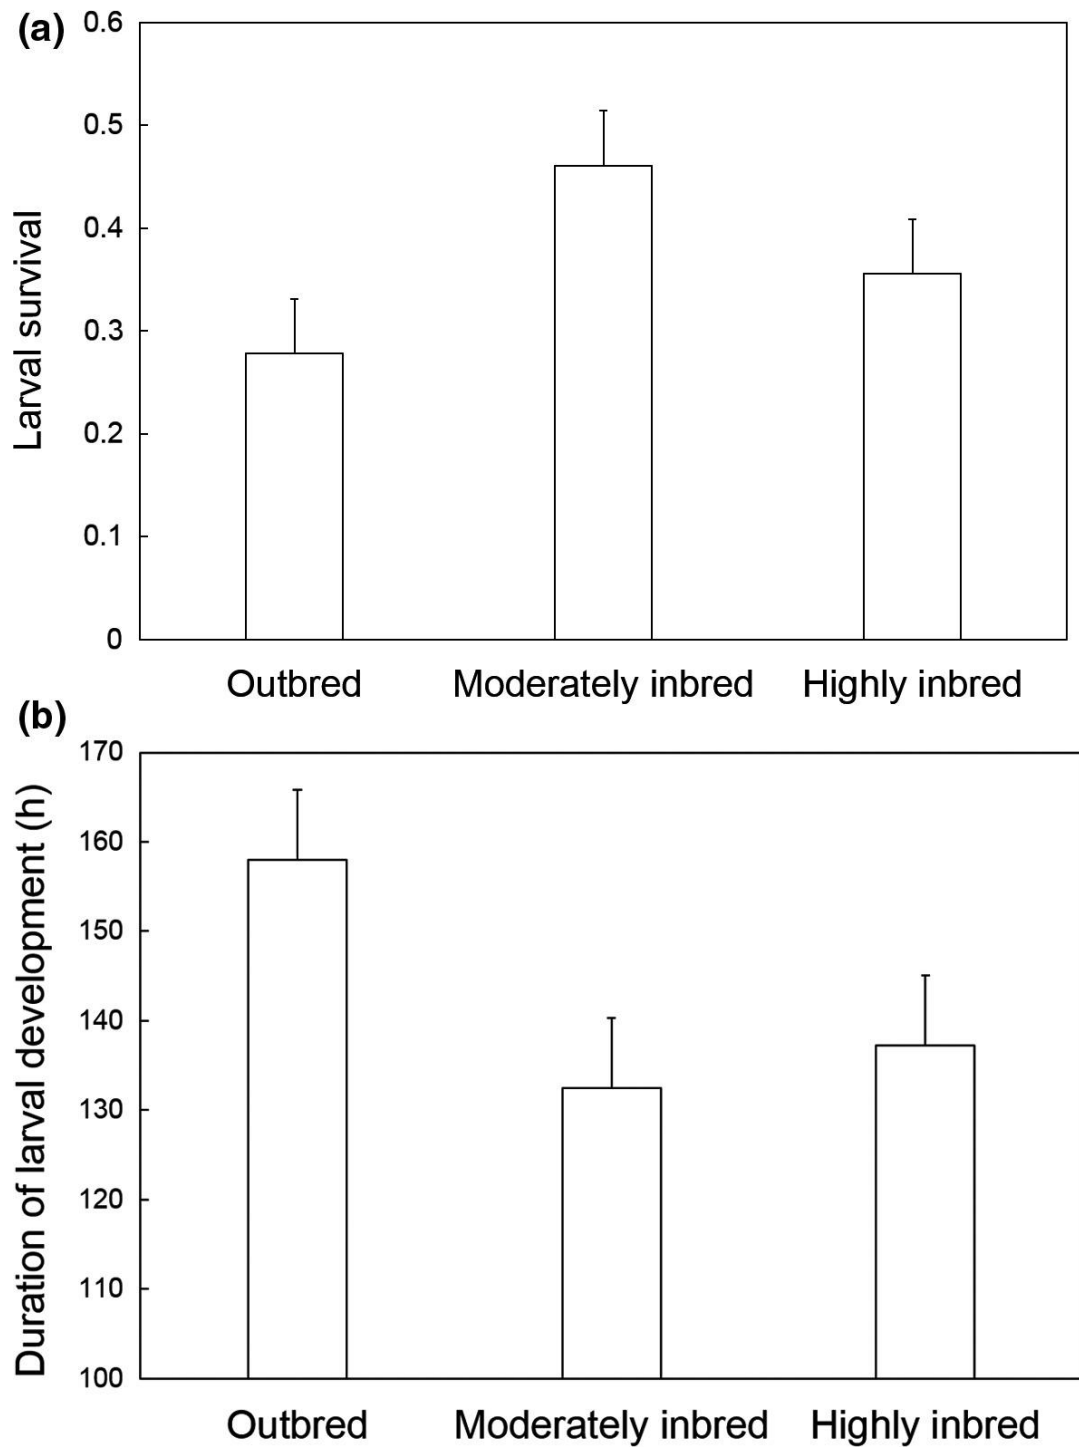 (a)
0.6
0.5
0.4
0.3
0.2
0.1
0
Larval survival
Outbred Moderately inbred Highly inbred
(b)
170
160
150
140
130
120
110
100
Duration of larval development (h)
Outbred Moderately inbred Highly inbred